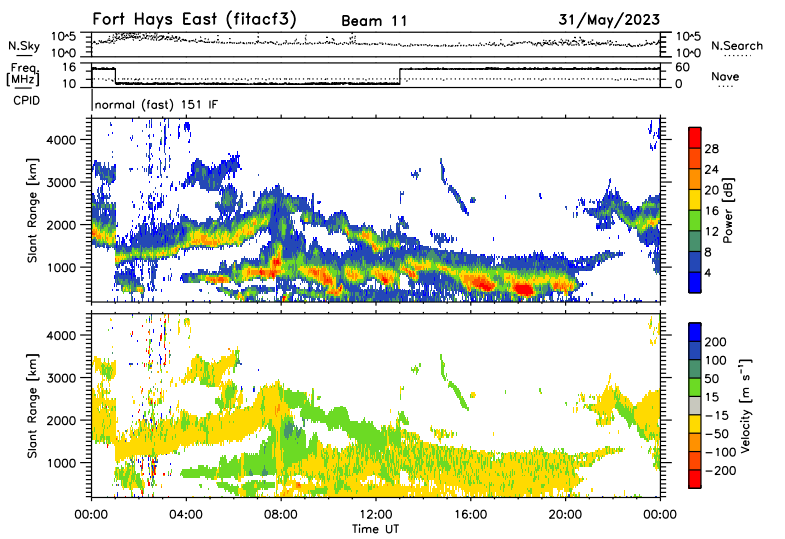 Fort Hays East (fitacf3) Beam 11 31/May/2023
N.Sky 10^5 10^0 10^5 10^0 N.Search
Freq. [MHz] 16 10 60 0 Nave
CPID normal (fast) 151 IF
Slant Range [km]
4000
3000
2000
1000
28
24
20
16
12
8
4
Power [dB]
Slant Range [km]
4000
3000
2000
1000
200
100
50
15
−15
−50
−100
−200
Velocity [m s⁻¹]
00:00 04:00 08:00 12:00 16:00 20:00 00:00
Time UT